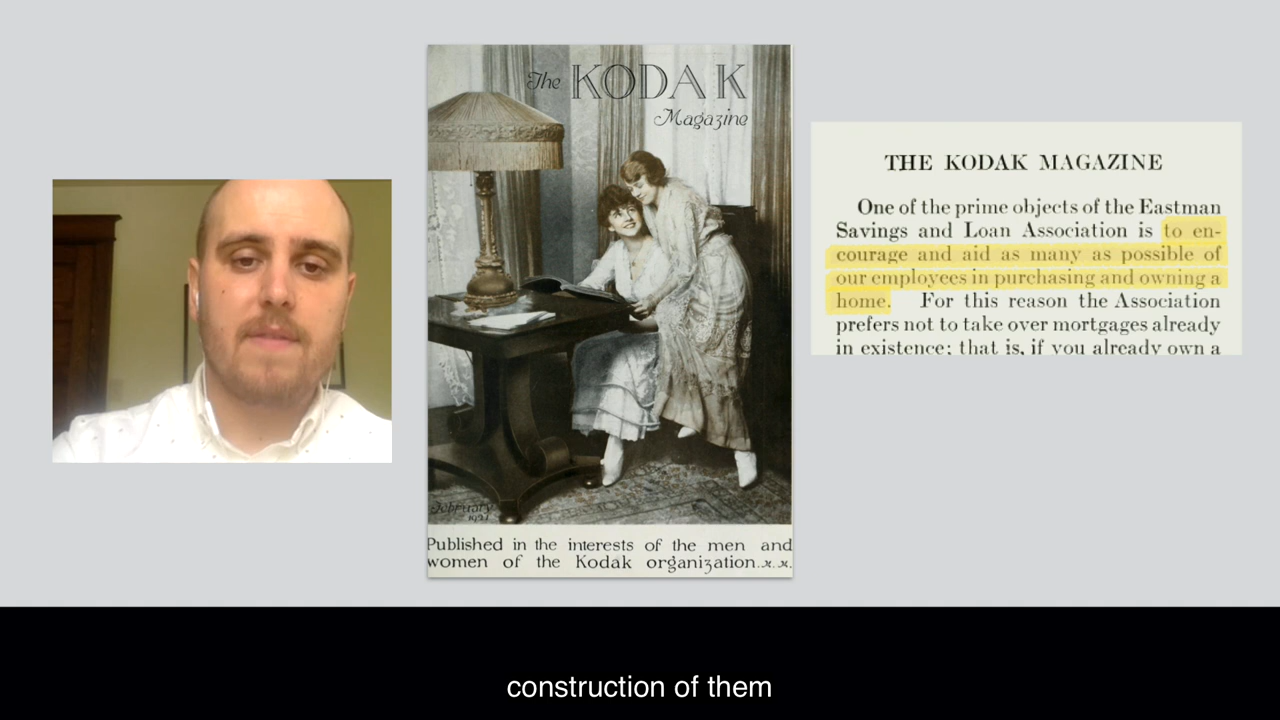 The KODAK
Magazine
February
1921
Published in the interests of the men and
women of the Kodak organization..
THE KODAK MAGAZINE
One of the prime objects of the Eastman
Savings and Loan Association is to en-
courage and aid as many as possible of
our employees in purchasing and owning a
home. For this reason the Association
prefers not to take over mortgages already
in existence; that is, if you already own a
construction of them